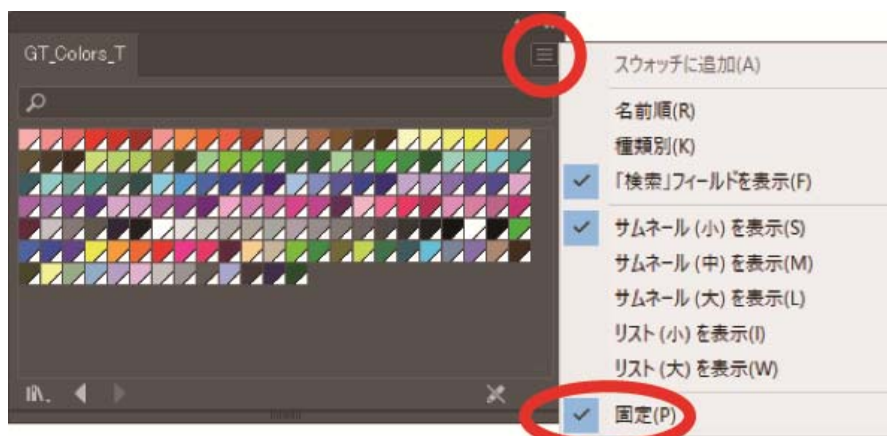 GT_Colors_T
スウォッチに追加(A)
名前順(R)
種類別(K)
「検索」フィールドを表示(F)
サムネール (小) を表示(S)
サムネール (中) を表示(M)
サムネール (大) を表示(L)
リスト (小) を表示(I)
リスト (大) を表示(W)
固定(P)